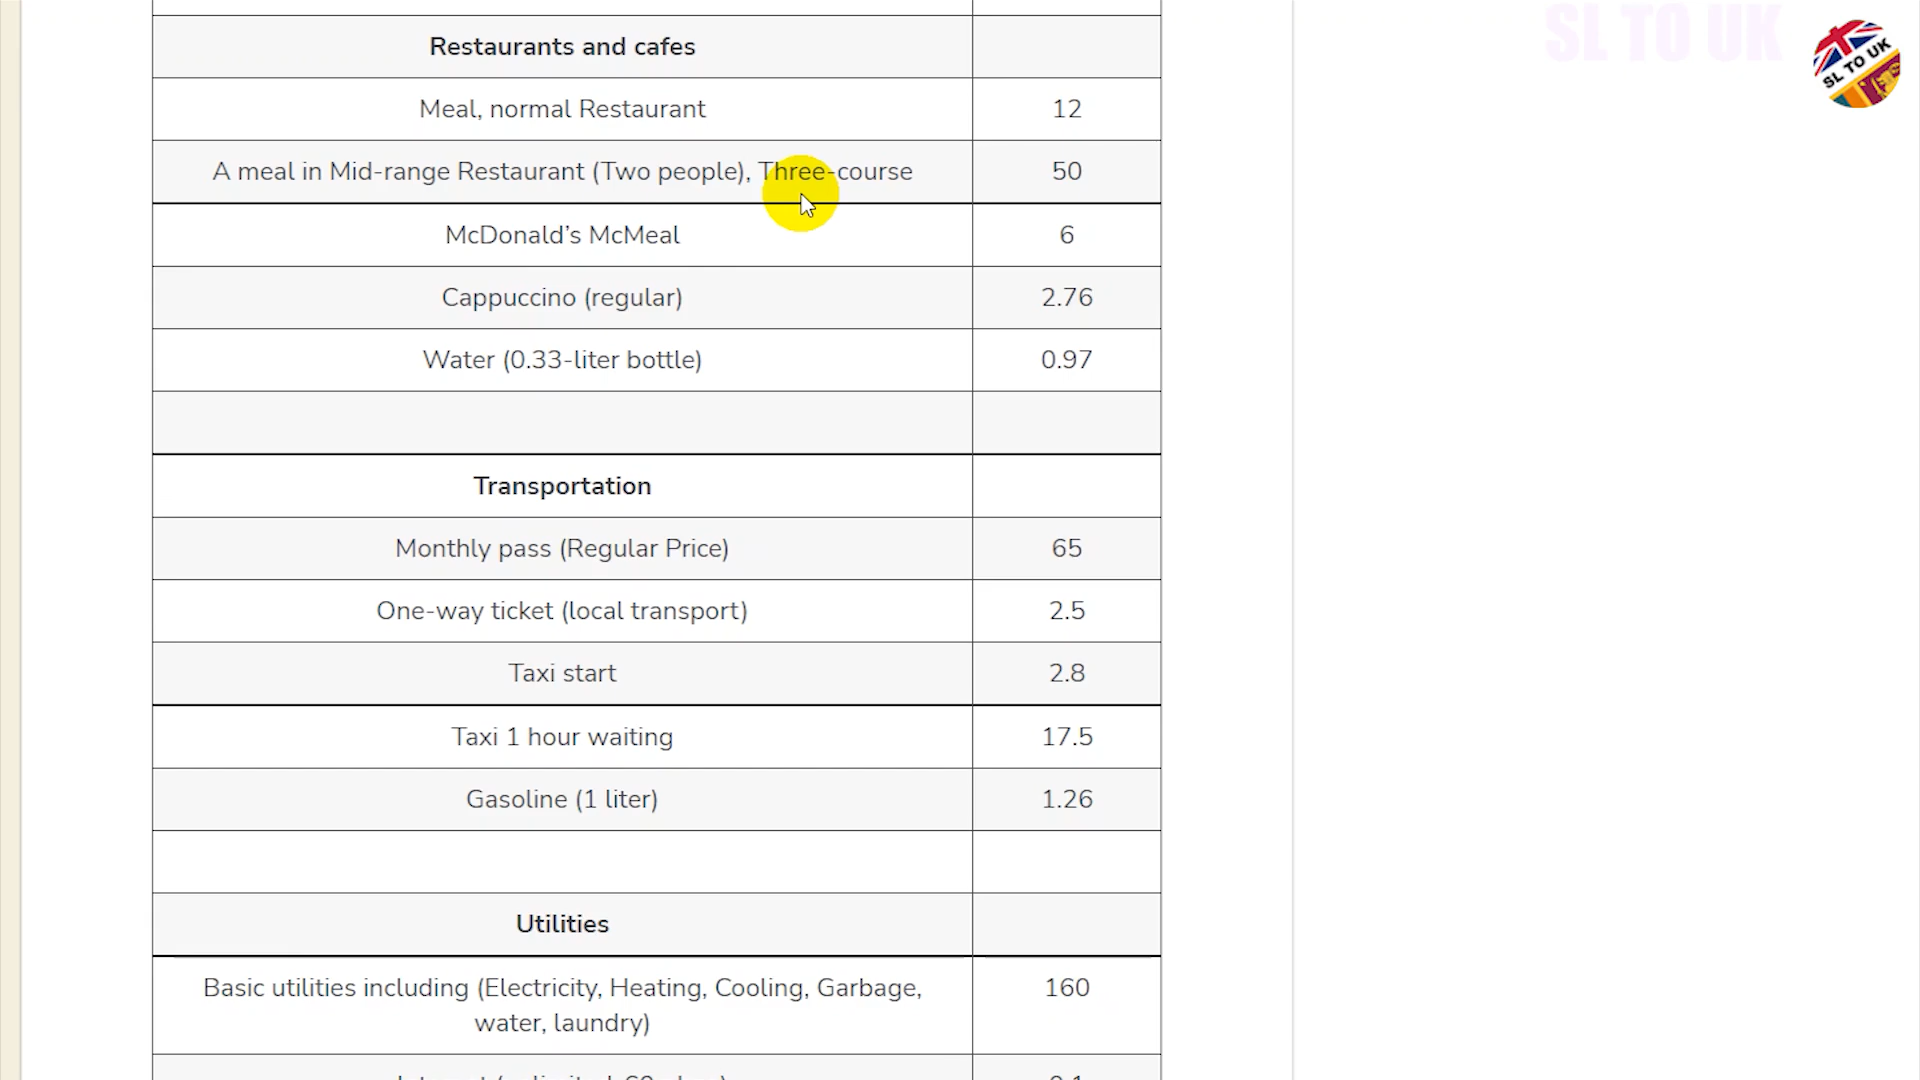 SL TO UK
SL TO UK
Restaurants and cafes
Meal, normal Restaurant 12
A meal in Mid-range Restaurant (Two people), Three-course 50
McDonald’s McMeal 6
Cappuccino (regular) 2.76
Water (0.33-liter bottle) 0.97
Transportation
Monthly pass (Regular Price) 65
One-way ticket (local transport) 2.5
Taxi start 2.8
Taxi 1 hour waiting 17.5
Gasoline (1 liter) 1.26
Utilities
Basic utilities including (Electricity, Heating, Cooling, Garbage, 160
water, laundry)